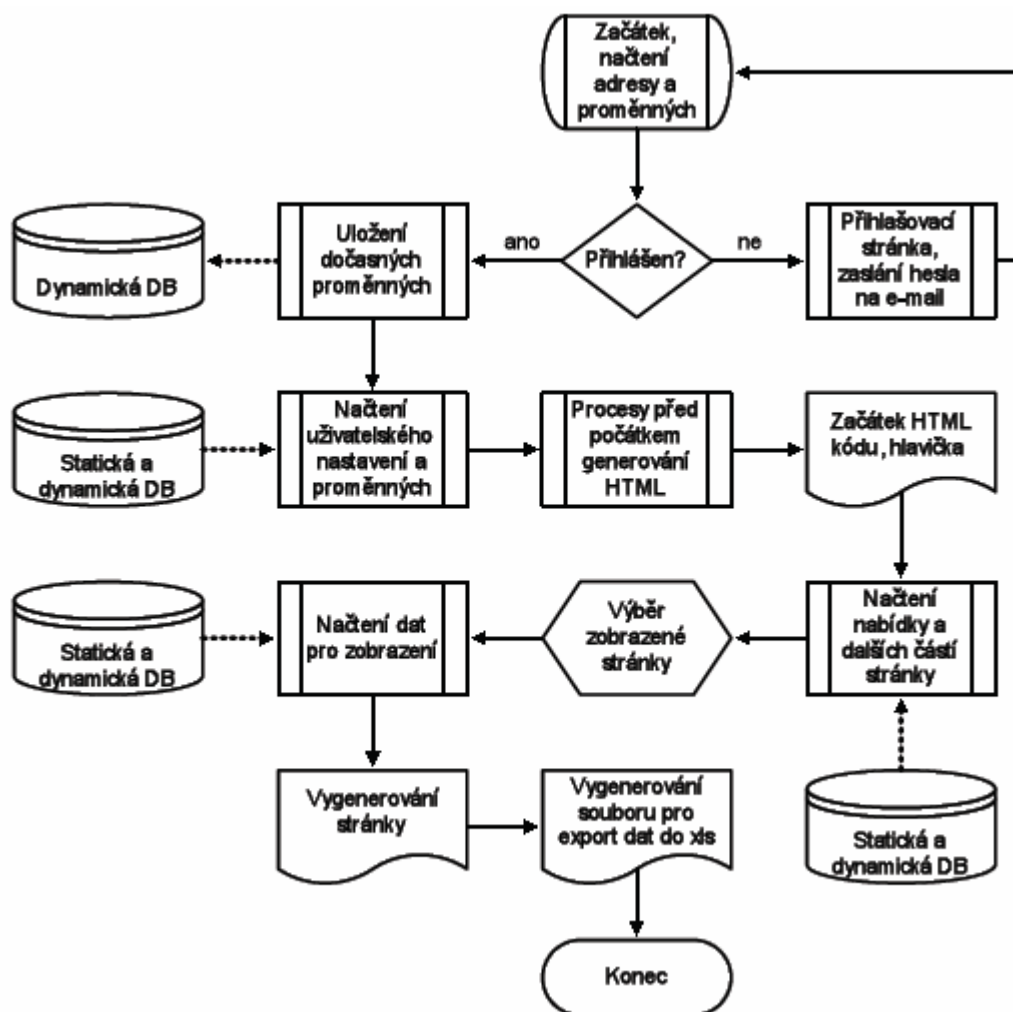 Začátek,
načtení
adresy a
proměnných
Dynamická DB
Uložení
dočasných
proměnných
ano
Přihlášen?
ne
Přihlašovací
stránka,
zaslání hesla
na e-mail
Statická a
dynamická DB
Načtení
uživatelského
nastavení a
proměnných
Procesy před
počátkem
generování
HTML
Začátek HTML
kódu, hlavička
Statická a
dynamická DB
Načtení dat
pro zobrazení
Výběr
zobrazené
stránky
Načtení
nabídky a
dalších částí
stránky
Vygenerování
stránky
Vygenerování
souboru pro
export dat do xls
Statická a
dynamická DB
Konec